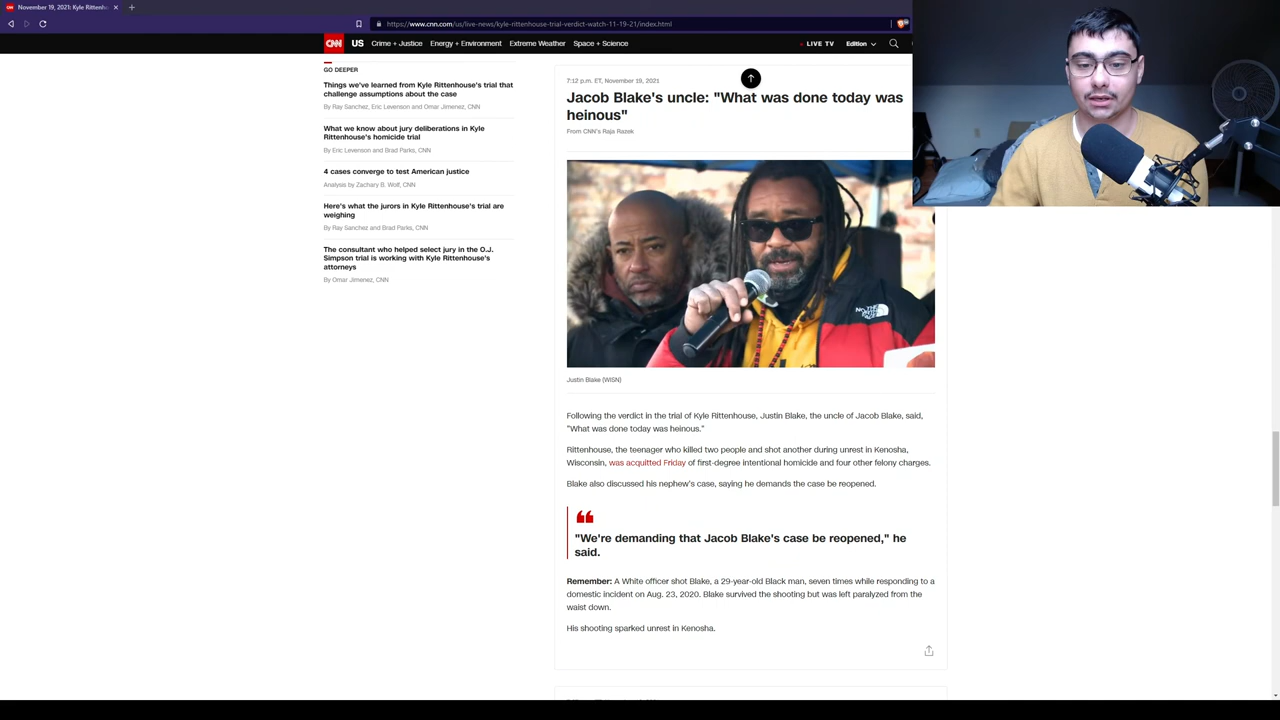 November 19, 2021: Kyle Rittenh
https://www.cnn.com/us/live-news/kyle-rittenhouse-trial-verdict-watch-11-19-21/index.html
CNN US Crime + Justice Energy + Environment Extreme Weather Space + Science LIVE TV Edition
GO DEEPER
Things we've learned from Kyle Rittenhouse's trial that
challenge assumptions about the case
By Ray Sanchez, Eric Levenson and Omar Jimenez, CNN
What we know about jury deliberations in Kyle
Rittenhouse's homicide trial
By Eric Levenson and Brad Parks, CNN
4 cases converge to test American justice
Analysis by Zachary B. Wolf, CNN
Here's what the jurors in Kyle Rittenhouse's trial are
weighing
By Ray Sanchez and Brad Parks, CNN
The consultant who helped select jury in the O.J.
Simpson trial is working with Kyle Rittenhouse's
attorneys
By Omar Jimenez, CNN
7:12 p.m. ET, November 19, 2021
Jacob Blake's uncle: "What was done today was
heinous"
From CNN's Raja Razek
THE
NORTH
FACE
Justin Blake (WISN)
Following the verdict in the trial of Kyle Rittenhouse, Justin Blake, the uncle of Jacob Blake, said,
"What was done today was heinous."
Rittenhouse, the teenager who killed two people and shot another during unrest in Kenosha,
Wisconsin, was acquitted Friday of first-degree intentional homicide and four other felony charges.
Blake also discussed his nephew's case, saying he demands the case be reopened.
"We're demanding that Jacob Blake's case be reopened," he
said.
Remember: A White officer shot Blake, a 29-year-old Black man, seven times while responding to a
domestic incident on Aug. 23, 2020. Blake survived the shooting but was left paralyzed from the
waist down.
His shooting sparked unrest in Kenosha.